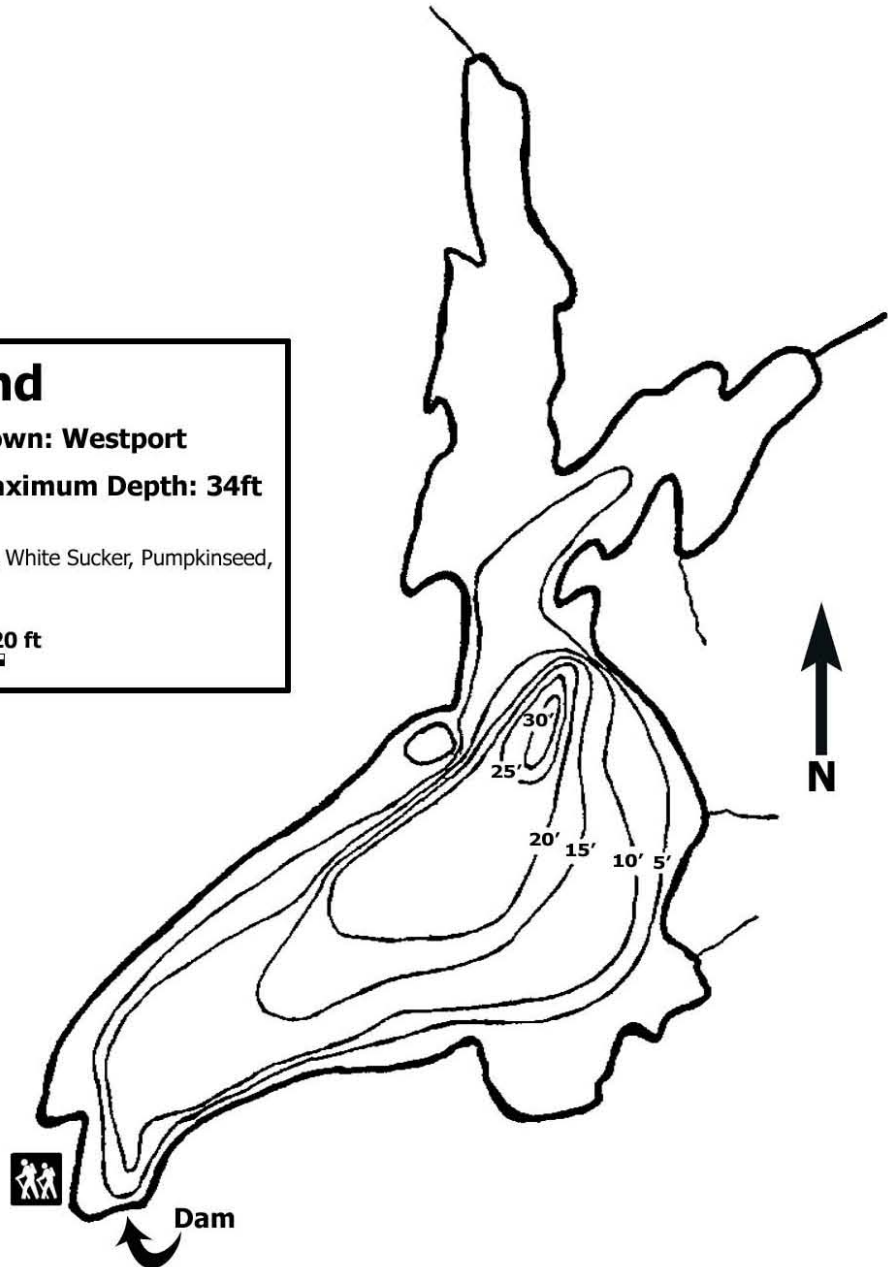 nd
own: Westport
aximum Depth: 34ft
White Sucker, Pumpkinseed,
20 ft
N
30'
25'
20' 15' 10' 5'
Dam